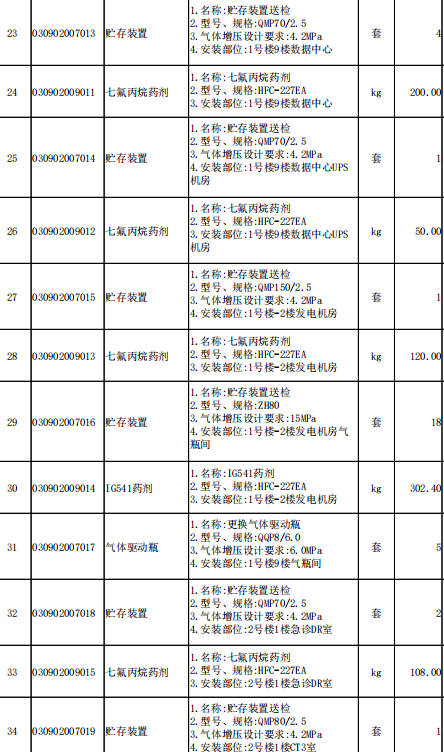 1.名称:贮存装置送检
2.型号、规格:QMP70/2.5
23 030902007013 贮存装置 3.气体增压设计要求:4.2MPa 套 4
4.安装部位:1号楼9楼数据中心
1.名称:七氟丙烷药剂
24 030902009011 七氟丙烷药剂 2.型号、规格:HFC-227EA kg 200.00
3.安装部位:1号楼9楼数据中心
1.名称:贮存装置送检
2.型号、规格:QMP70/2.5
25 030902007014 贮存装置 3.气体增压设计要求:4.2MPa 套 1
4.安装部位:1号楼9楼数据中心UPS
机房
1.名称:七氟丙烷药剂
2.型号、规格:HFC-227EA
26 030902009012 七氟丙烷药剂 3.安装部位:1号楼9楼数据中心UPS kg 50.00
机房
1.名称:贮存装置送检
2.型号、规格:QMP150/2.5
27 030902007015 贮存装置 3.气体增压设计要求:4.2MPa 套 1
4.安装部位:1号楼-2楼发电机房
1.名称:七氟丙烷药剂
28 030902009013 七氟丙烷药剂 2.型号、规格:HFC-227EA kg 120.00
3.安装部位:1号楼-2楼发电机房
1.名称:贮存装置送检
2.型号、规格:ZH80
29 030902007016 贮存装置 3.气体增压设计要求:15MPa 套 18
4.安装部位:1号楼-2楼发电机房气
瓶间
1.名称:IG541药剂
30 030902009014 IG541药剂 2.型号、规格:HFC-227EA kg 302.40
3.安装部位:1号楼-2楼发电机房
1.名称:更换气体驱动瓶
2.型号、规格:QQP8/6.0
31 030902007017 气体驱动瓶 3.气体增压设计要求:6.0MPa 套 5
4.安装部位:1号楼9楼气瓶间
1.名称:贮存装置送检
2.型号、规格:QMP70/2.5
32 030902007018 贮存装置 3.气体增压设计要求:4.2MPa 套 2
4.安装部位:2号楼1楼急诊DR室
1.名称:七氟丙烷药剂
33 030902009015 七氟丙烷药剂 2.型号、规格:HFC-227EA kg 108.00
3.安装部位:2号楼1楼急诊DR室
1.名称:贮存装置送检
2.型号、规格:QMP80/2.5
34 030902007019 贮存装置 3.气体增压设计要求:4.2MPa 套 1
4.安装部位:2号楼1楼CT3室